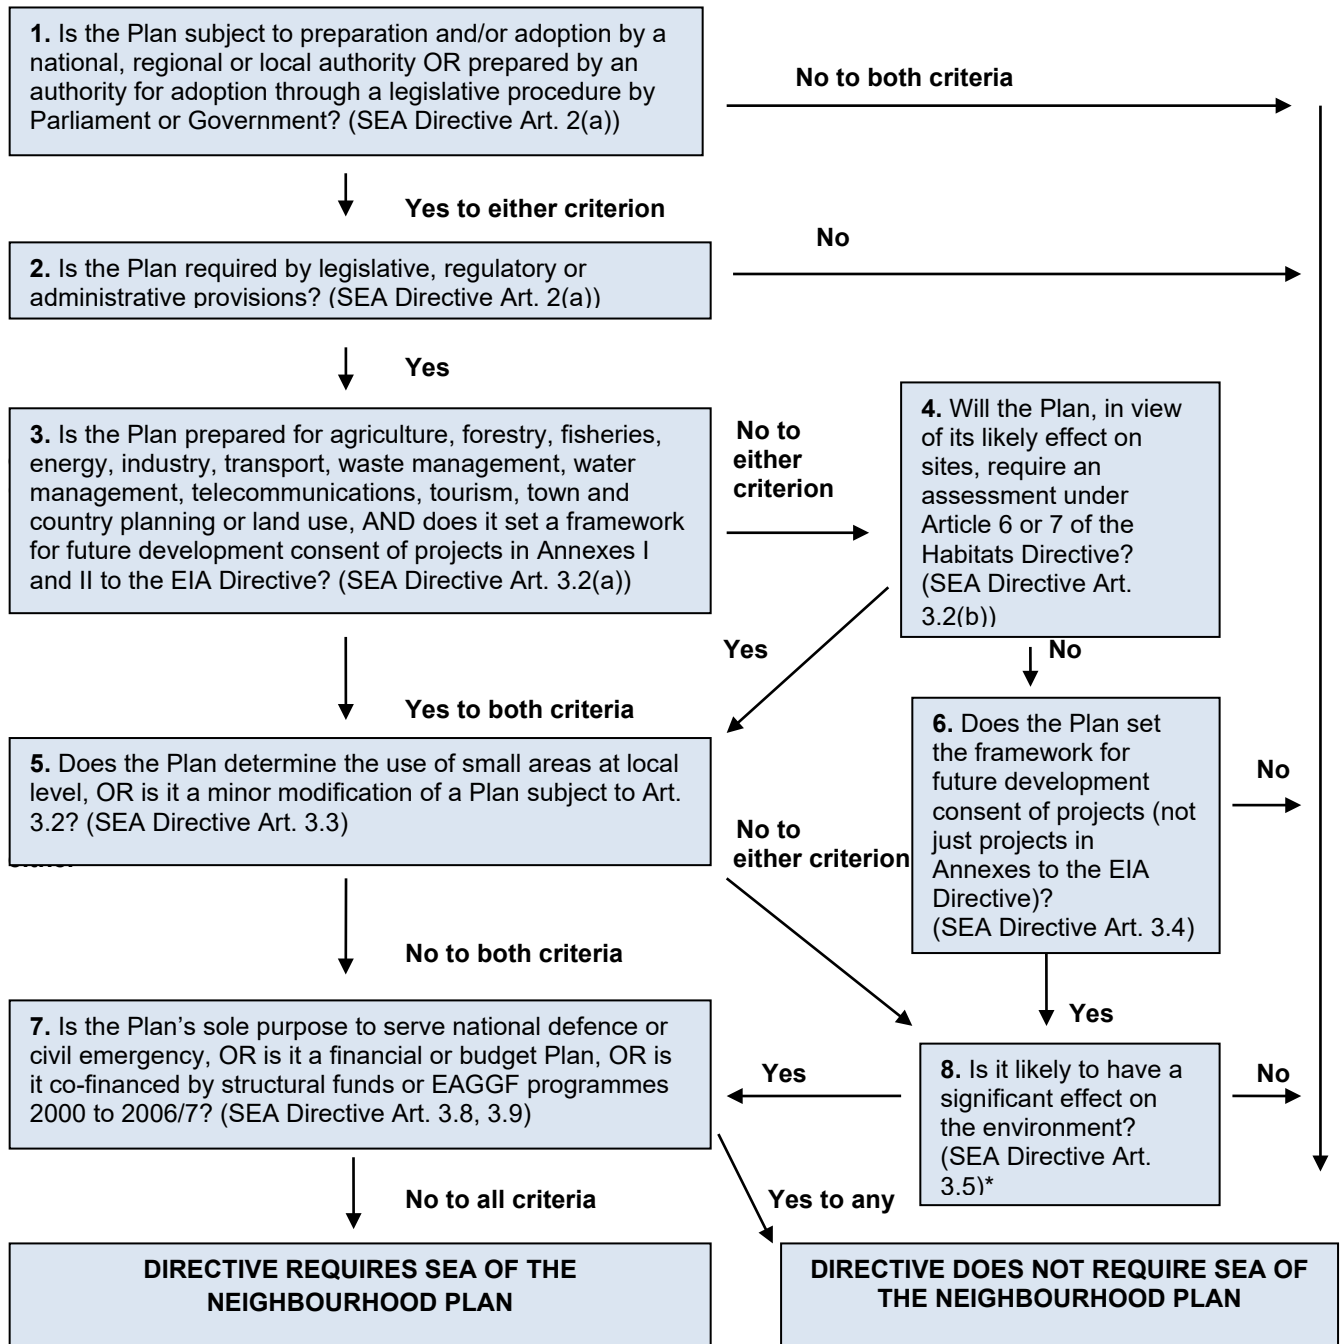 1. Is the Plan subject to preparation and/or adoption by a
national, regional or local authority OR prepared by an
authority for adoption through a legislative procedure by
Parliament or Government? (SEA Directive Art. 2(a))
No to both criteria
Yes to either criterion
No
2. Is the Plan required by legislative, regulatory or
administrative provisions? (SEA Directive Art. 2(a))
Yes
3. Is the Plan prepared for agriculture, forestry, fisheries,
energy, industry, transport, waste management, water
management, telecommunications, tourism, town and
country planning or land use, AND does it set a framework
for future development consent of projects in Annexes I
and II to the EIA Directive? (SEA Directive Art. 3.2(a))
No to
either
criterion
4. Will the Plan, in view
of its likely effect on
sites, require an
assessment under
Article 6 or 7 of the
Habitats Directive?
(SEA Directive Art.
3.2(b))
Yes
No
Yes to both criteria
5. Does the Plan determine the use of small areas at local
level, OR is it a minor modification of a Plan subject to Art.
3.2? (SEA Directive Art. 3.3)
No to
either criterion
6. Does the Plan set
the framework for
future development
consent of projects (not
just projects in
Annexes to the EIA
Directive)?
(SEA Directive Art. 3.4)
No
No to both criteria
Yes
7. Is the Plan’s sole purpose to serve national defence or
civil emergency, OR is it a financial or budget Plan, OR is
it co-financed by structural funds or EAGGF programmes
2000 to 2006/7? (SEA Directive Art. 3.8, 3.9)
Yes
8. Is it likely to have a
significant effect on
the environment?
(SEA Directive Art.
3.5)*
No
No to all criteria
Yes to any
DIRECTIVE REQUIRES SEA OF THE
NEIGHBOURHOOD PLAN
DIRECTIVE DOES NOT REQUIRE SEA OF
THE NEIGHBOURHOOD PLAN